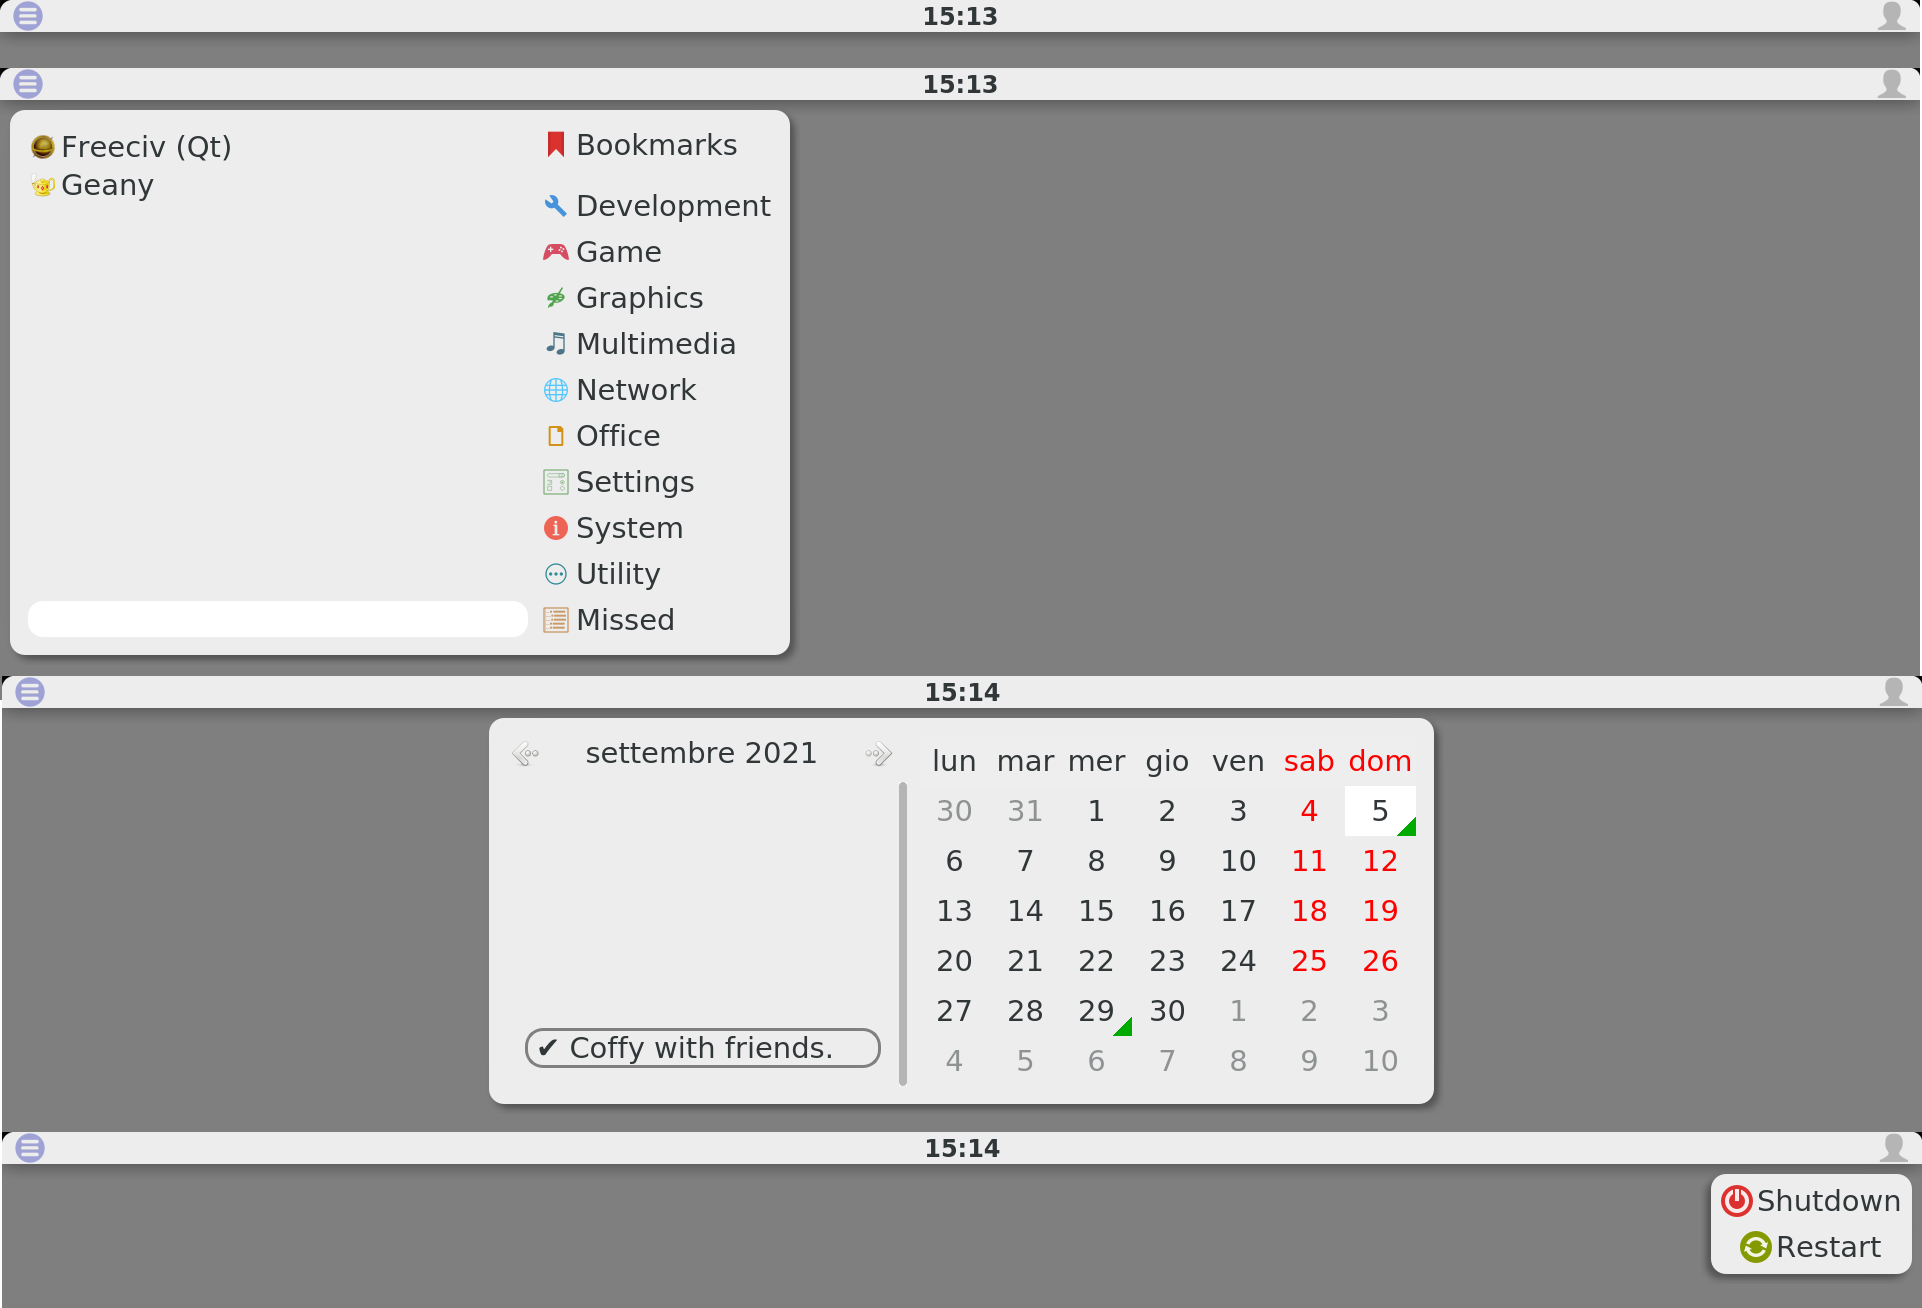 15:13
15:13
Freeciv (Qt)
Geany
Bookmarks
Development
Game
Graphics
Multimedia
Network
Office
Settings
System
Utility
Missed
15:14
settembre 2021
✔ Coffy with friends.
lun mar mer gio ven sab dom
30 31 1 2 3 4 5
6 7 8 9 10 11 12
13 14 15 16 17 18 19
20 21 22 23 24 25 26
27 28 29 30 1 2 3
4 5 6 7 8 9 10
15:14
Shutdown
Restart